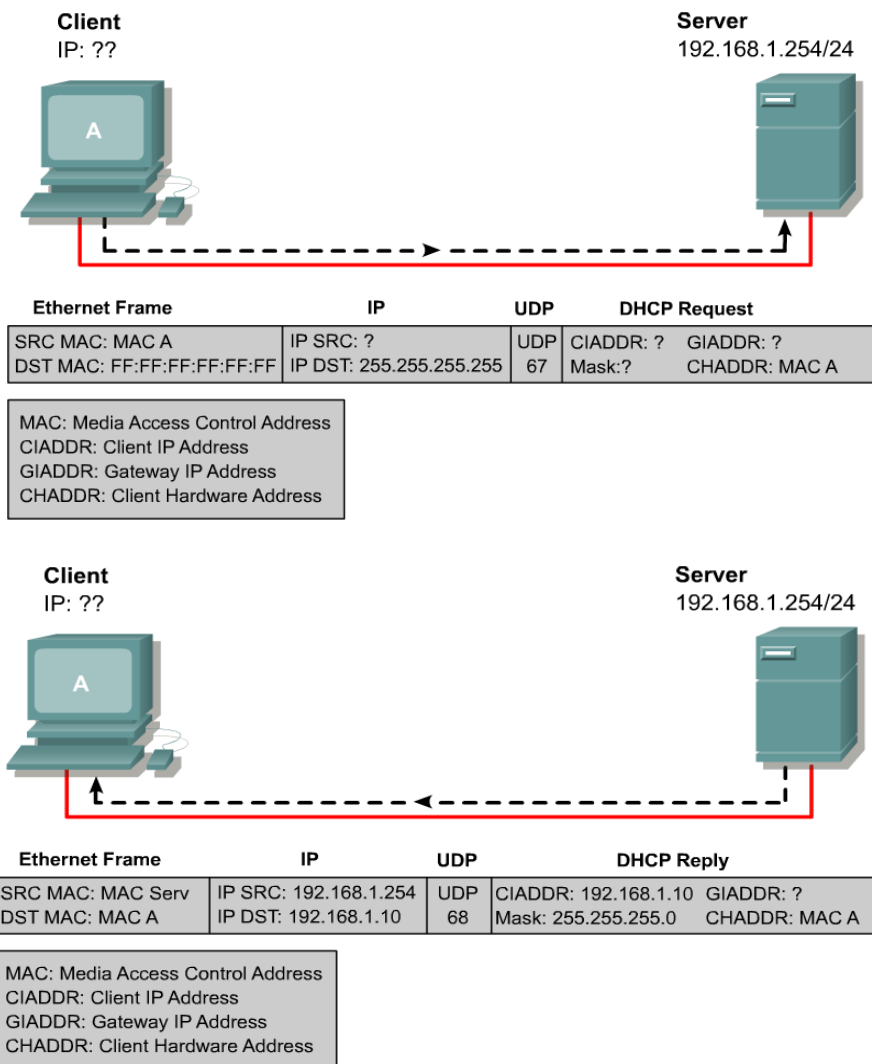 Client
IP: ??
Server
192.168.1.254/24
A
Ethernet Frame IP UDP DHCP Request
SRC MAC: MAC A IP SRC: ? UDP CIADDR: ? GIADDR: ?
DST MAC: FF:FF:FF:FF:FF:FF IP DST: 255.255.255.255 67 Mask:? CHADDR: MAC A
MAC: Media Access Control Address
CIADDR: Client IP Address
GIADDR: Gateway IP Address
CHADDR: Client Hardware Address
Client
IP: ??
Server
192.168.1.254/24
A
Ethernet Frame IP UDP DHCP Reply
SRC MAC: MAC Serv IP SRC: 192.168.1.254 UDP CIADDR: 192.168.1.10 GIADDR: ?
DST MAC: MAC A IP DST: 192.168.1.10 68 Mask: 255.255.255.0 CHADDR: MAC A
MAC: Media Access Control Address
CIADDR: Client IP Address
GIADDR: Gateway IP Address
CHADDR: Client Hardware Address